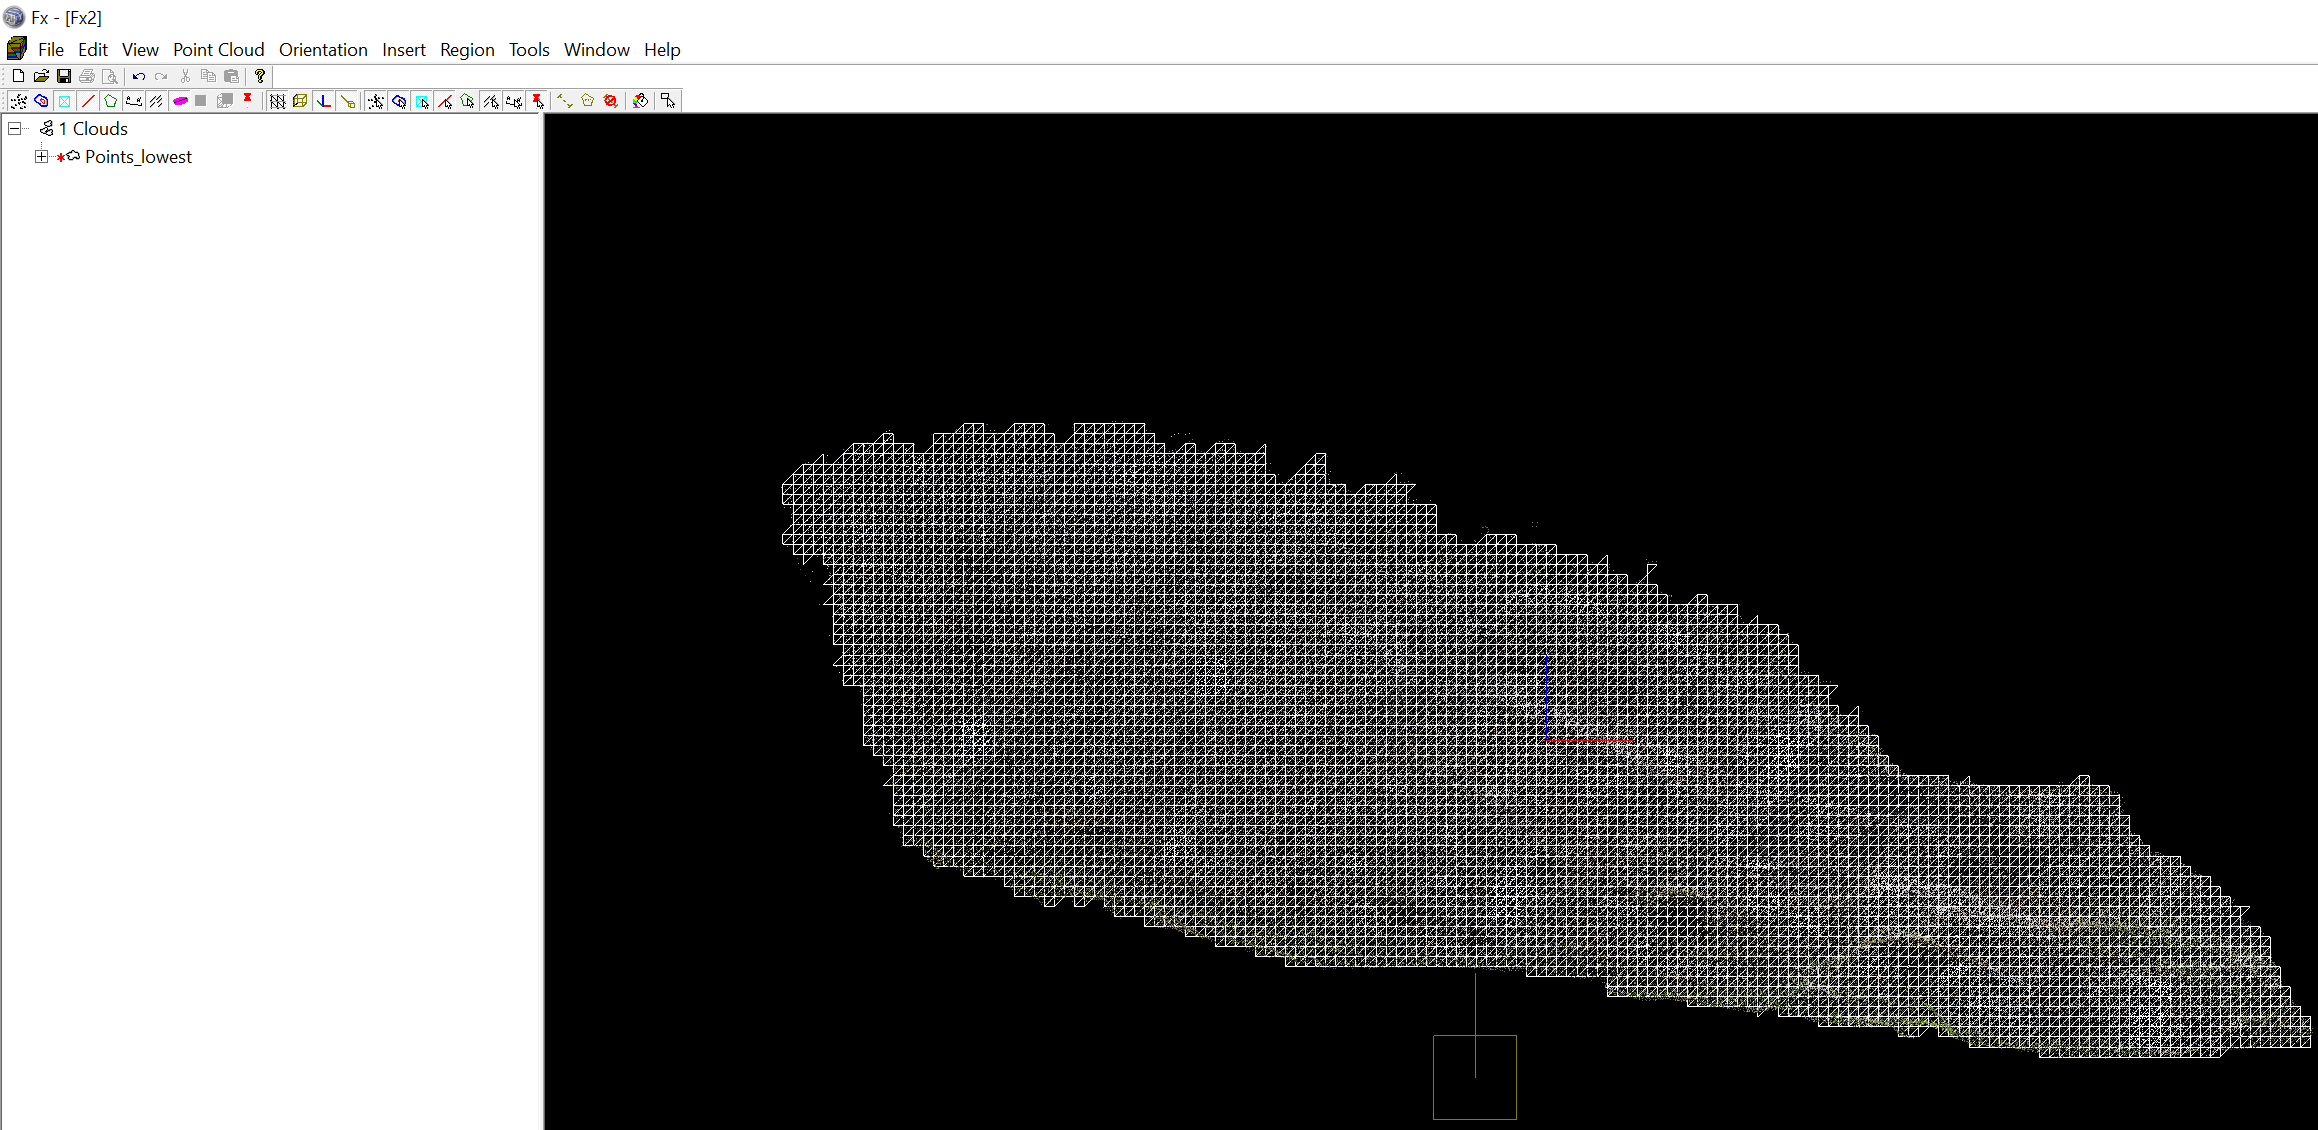 Fx - [Fx2]
File Edit View Point Cloud Orientation Insert Region Tools Window Help
1 Clouds
Points_lowest